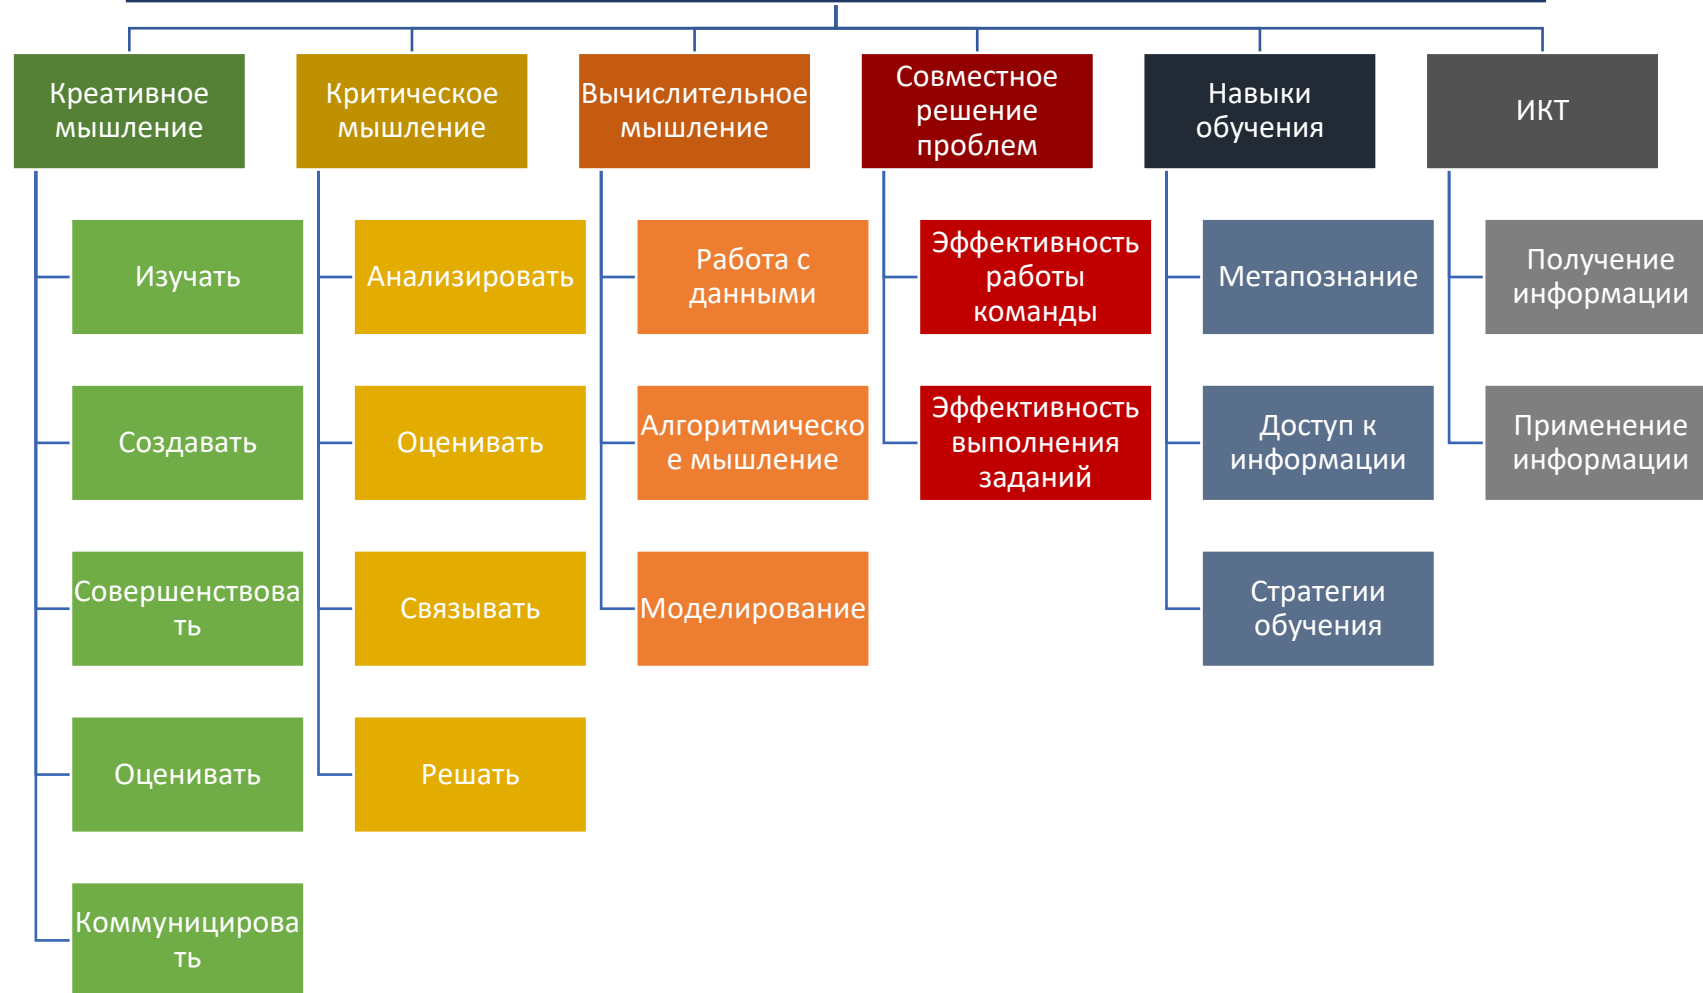 Креативное
мышление
Изучать
Создавать
Совершенствова
ть
Оценивать
Коммуницирова
ть
Критическое
мышление
Анализировать
Оценивать
Связывать
Решать
Вычислительное
мышление
Работа с
данными
Алгоритмическо
е мышление
Моделирование
Совместное
решение
проблем
Эффективность
работы
команды
Эффективность
выполнения
заданий
Навыки
обучения
Метапознание
Доступ к
информации
Стратегии
обучения
ИКТ
Получение
информации
Применение
информации